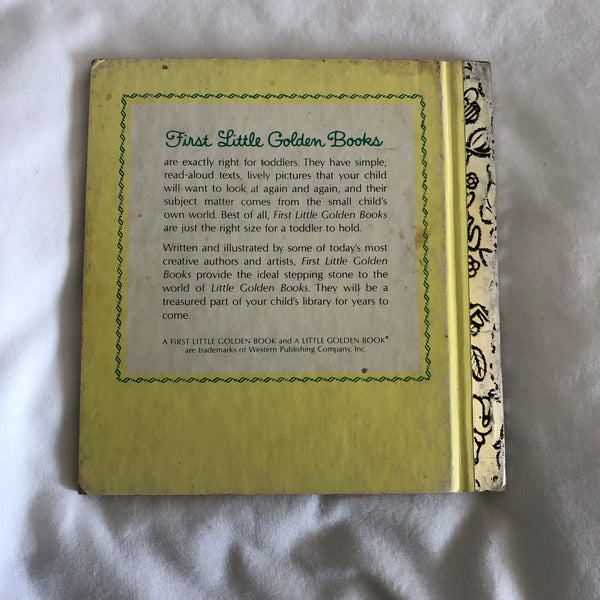 First Little Golden Books
are exactly right for toddlers. They have simple,
read-aloud texts, lively pictures that your child
will want to look at again and again, and their
subject matter comes from the small child's
own world. Best of all, First Little Golden Books
are just the right size for a toddler to hold.
Written and illustrated by some of today's most
creative authors and artists, First Little Golden
Books provide the ideal stepping stone to the
world of Little Golden Books. They will be a
treasured part of your child's library for years to
come.
A FIRST LITTLE GOLDEN BOOK and A LITTLE GOLDEN BOOK®
are trademarks of Western Publishing Company, Inc.